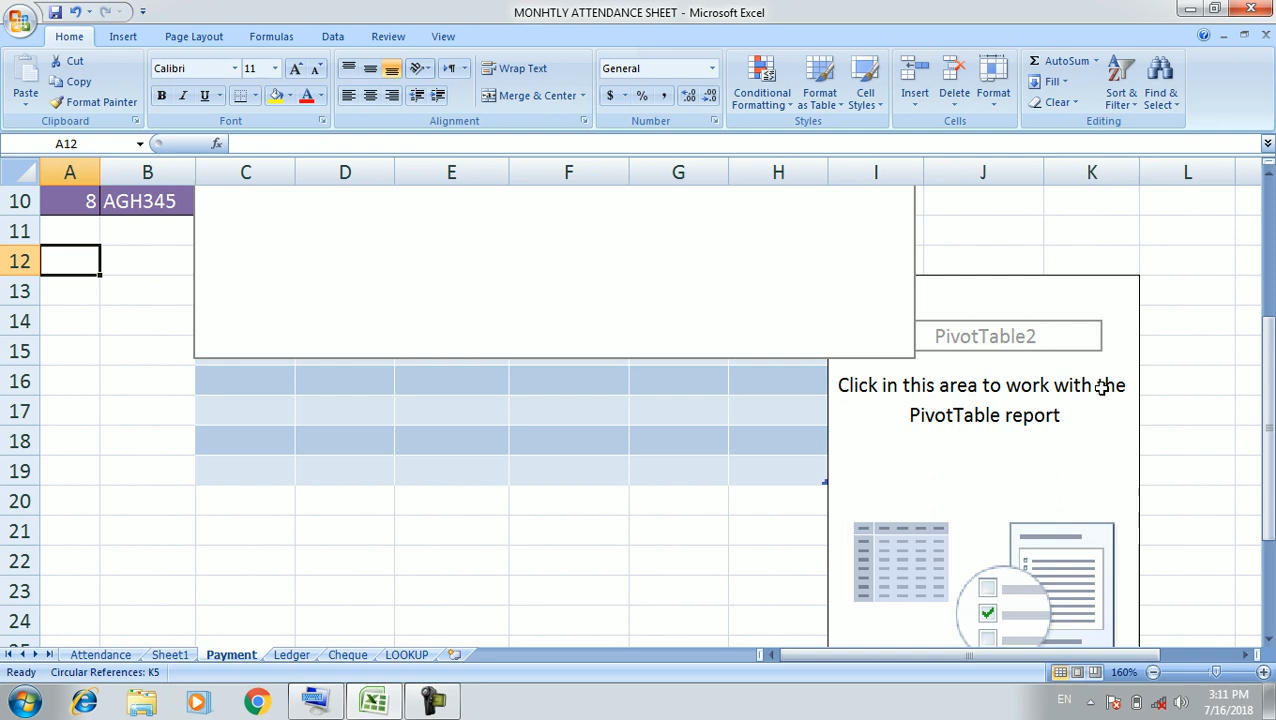 MONHTLY ATTENDANCE SHEET - Microsoft Excel
Home Insert Page Layout Formulas Data Review View
Paste Cut Copy Format Painter Clipboard
Calibri 11 B I U A A A Font
Wrap Text Merge & Center Alignment
General $ % , Number
Conditional Formatting Format as Table Cell Styles Styles
Insert Delete Format Cells
Σ AutoSum Fill Clear Sort & Filter Find & Select Editing
A12 fx
A B C D E F G H I J K L
10 8 AGH345
11
12
13
14 PivotTable2
15
16 Click in this area to work with the
17 PivotTable report
18
19
20
21
22
23
24
Attendance Sheet1 Payment Ledger Cheque LOOKUP
Ready Circular References: K5 160%
EN 3:11 PM
7/16/2018